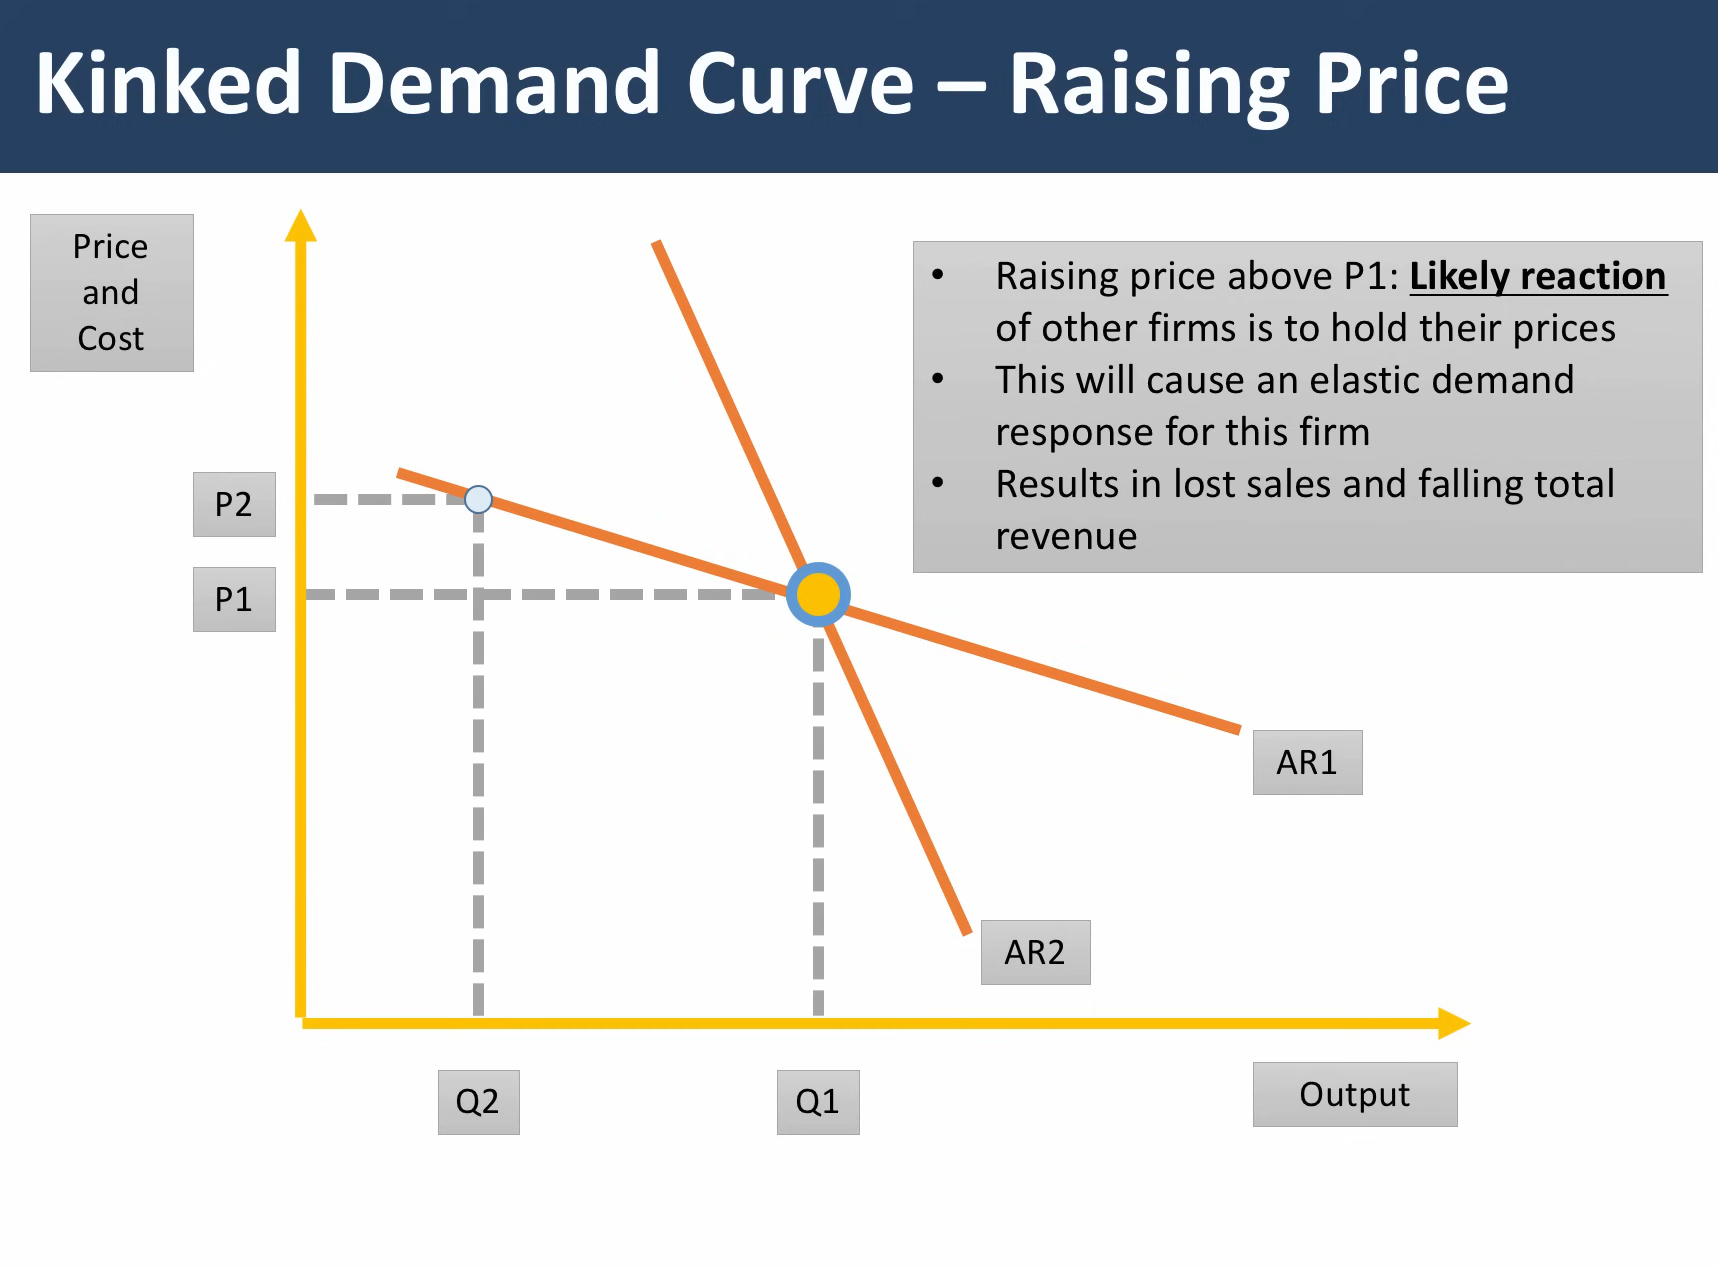 Kinked Demand Curve – Raising Price
Price
and
Cost
• Raising price above P1: Likely reaction
of other firms is to hold their prices
• This will cause an elastic demand
response for this firm
• Results in lost sales and falling total
revenue
P2
P1
AR1
AR2
Q2
Q1
Output